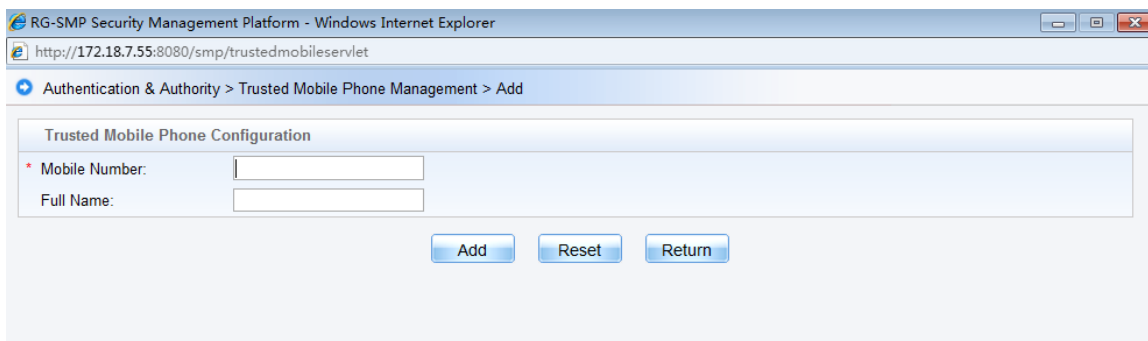 RG-SMP Security Management Platform - Windows Internet Explorer
http://172.18.7.55:8080/smp/trustedmobileservlet
Authentication & Authority > Trusted Mobile Phone Management > Add
Trusted Mobile Phone Configuration
* Mobile Number:
Full Name:
Add Reset Return